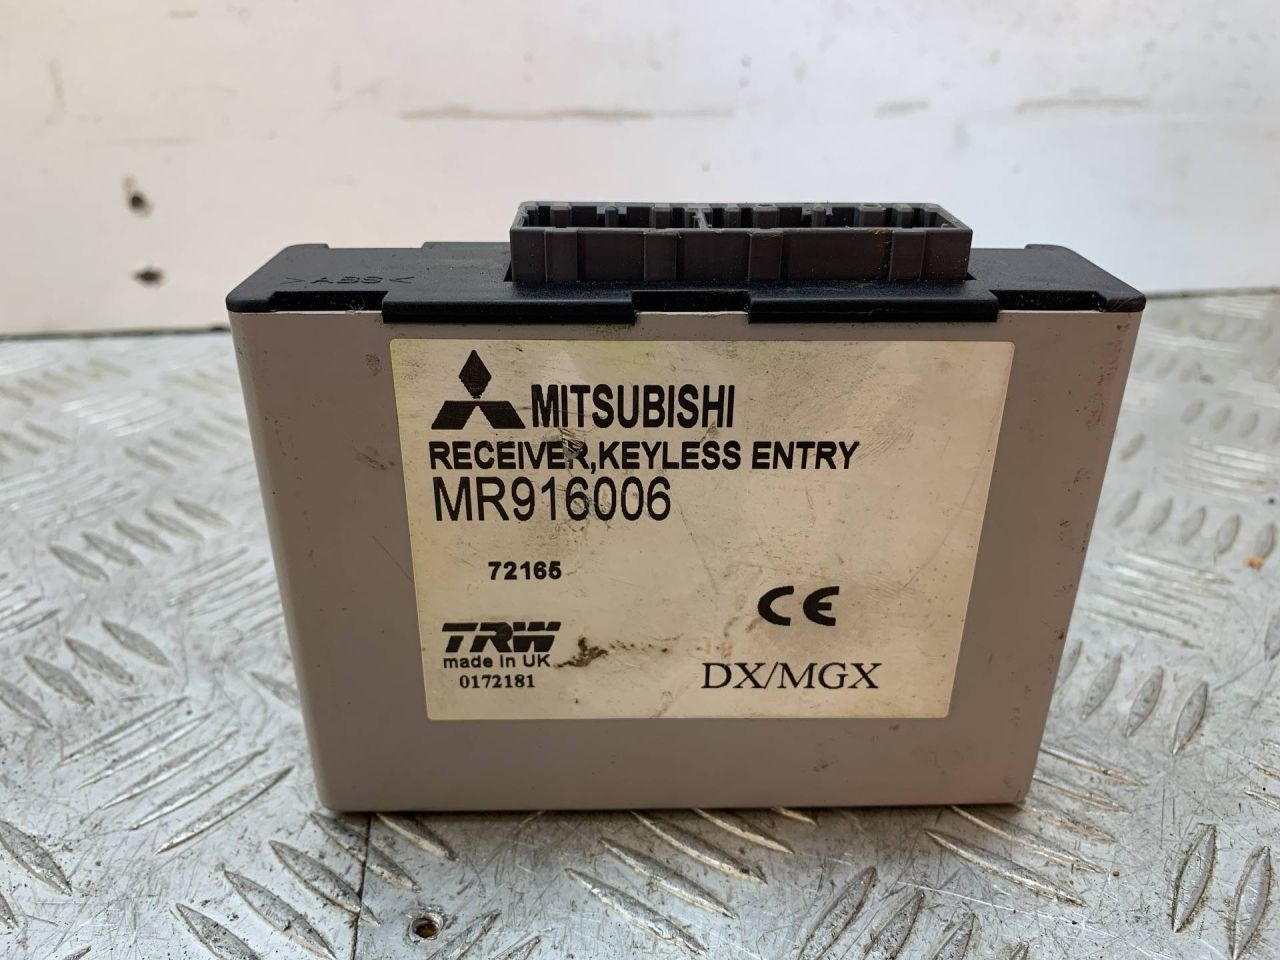 >ABS<
MITSUBISHI
RECEIVER,KEYLESS ENTRY
MR916006
72165
CE
TRW
made in UK
0172181
DX/MGX